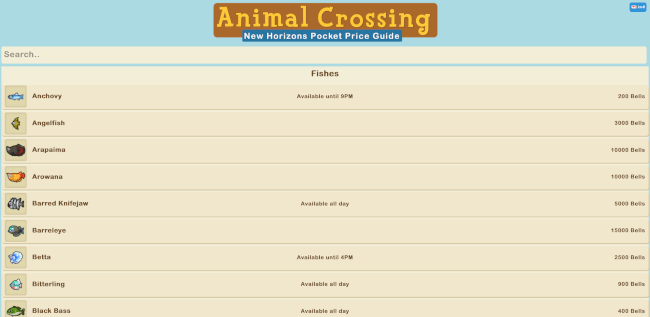 Animal Crossing
New Horizons Pocket Price Guide
Search..
Fishes
Anchovy Available until 9PM 200 Bells
Angelfish 3000 Bells
Arapaima 10000 Bells
Arowana 10000 Bells
Barred Knifejaw Available all day 5000 Bells
Barreleye 15000 Bells
Betta Available until 4PM 2500 Bells
Bitterling Available all day 900 Bells
Black Bass Available all day 400 Bells